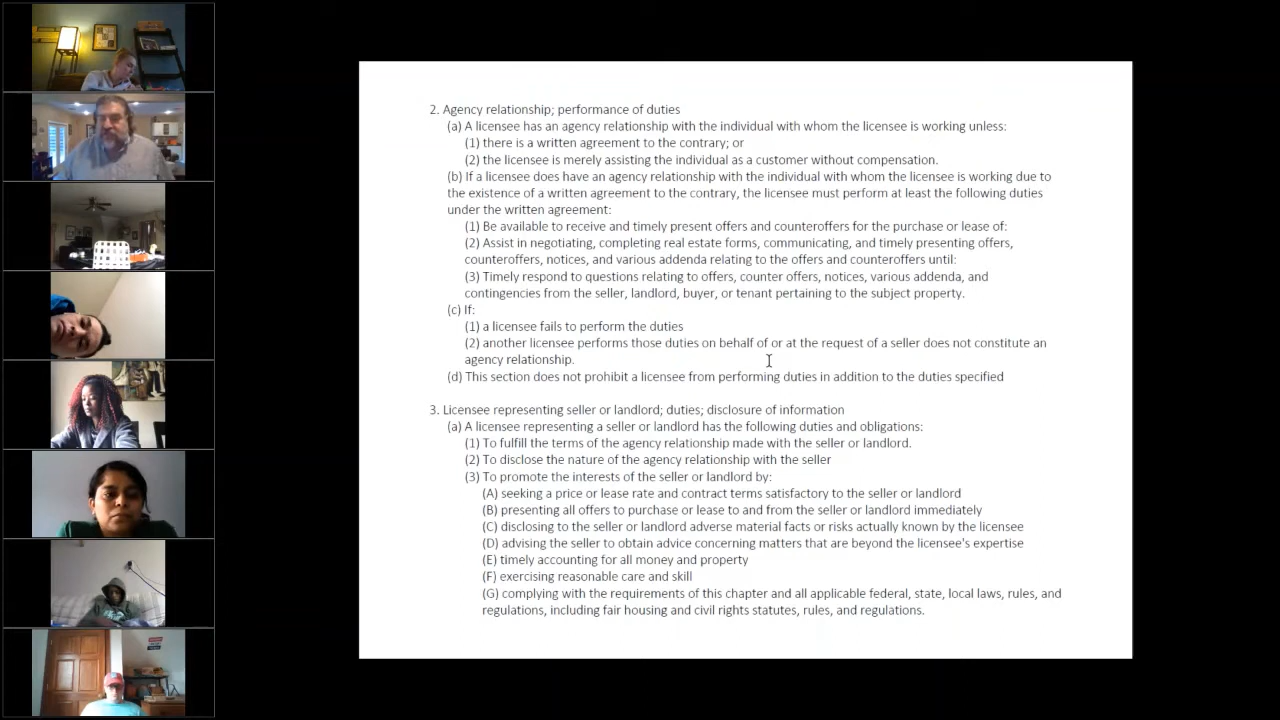 2. Agency relationship; performance of duties
(a) A licensee has an agency relationship with the individual with whom the licensee is working unless:
(1) there is a written agreement to the contrary; or
(2) the licensee is merely assisting the individual as a customer without compensation.
(b) If a licensee does have an agency relationship with the individual with whom the licensee is working due to
the existence of a written agreement to the contrary, the licensee must perform at least the following duties
under the written agreement:
(1) Be available to receive and timely present offers and counteroffers for the purchase or lease of:
(2) Assist in negotiating, completing real estate forms, communicating, and timely presenting offers,
counteroffers, notices, and various addenda relating to the offers and counteroffers until:
(3) Timely respond to questions relating to offers, counter offers, notices, various addenda, and
contingencies from the seller, landlord, buyer, or tenant pertaining to the subject property.
(c) If:
(1) a licensee fails to perform the duties
(2) another licensee performs those duties on behalf of or at the request of a seller does not constitute an
agency relationship.
(d) This section does not prohibit a licensee from performing duties in addition to the duties specified
3. Licensee representing seller or landlord; duties; disclosure of information
(a) A licensee representing a seller or landlord has the following duties and obligations:
(1) To fulfill the terms of the agency relationship made with the seller or landlord.
(2) To disclose the nature of the agency relationship with the seller
(3) To promote the interests of the seller or landlord by:
(A) seeking a price or lease rate and contract terms satisfactory to the seller or landlord
(B) presenting all offers to purchase or lease to and from the seller or landlord immediately
(C) disclosing to the seller or landlord adverse material facts or risks actually known by the licensee
(D) advising the seller to obtain advice concerning matters that are beyond the licensee's expertise
(E) timely accounting for all money and property
(F) exercising reasonable care and skill
(G) complying with the requirements of this chapter and all applicable federal, state, local laws, rules, and
regulations, including fair housing and civil rights statutes, rules, and regulations.